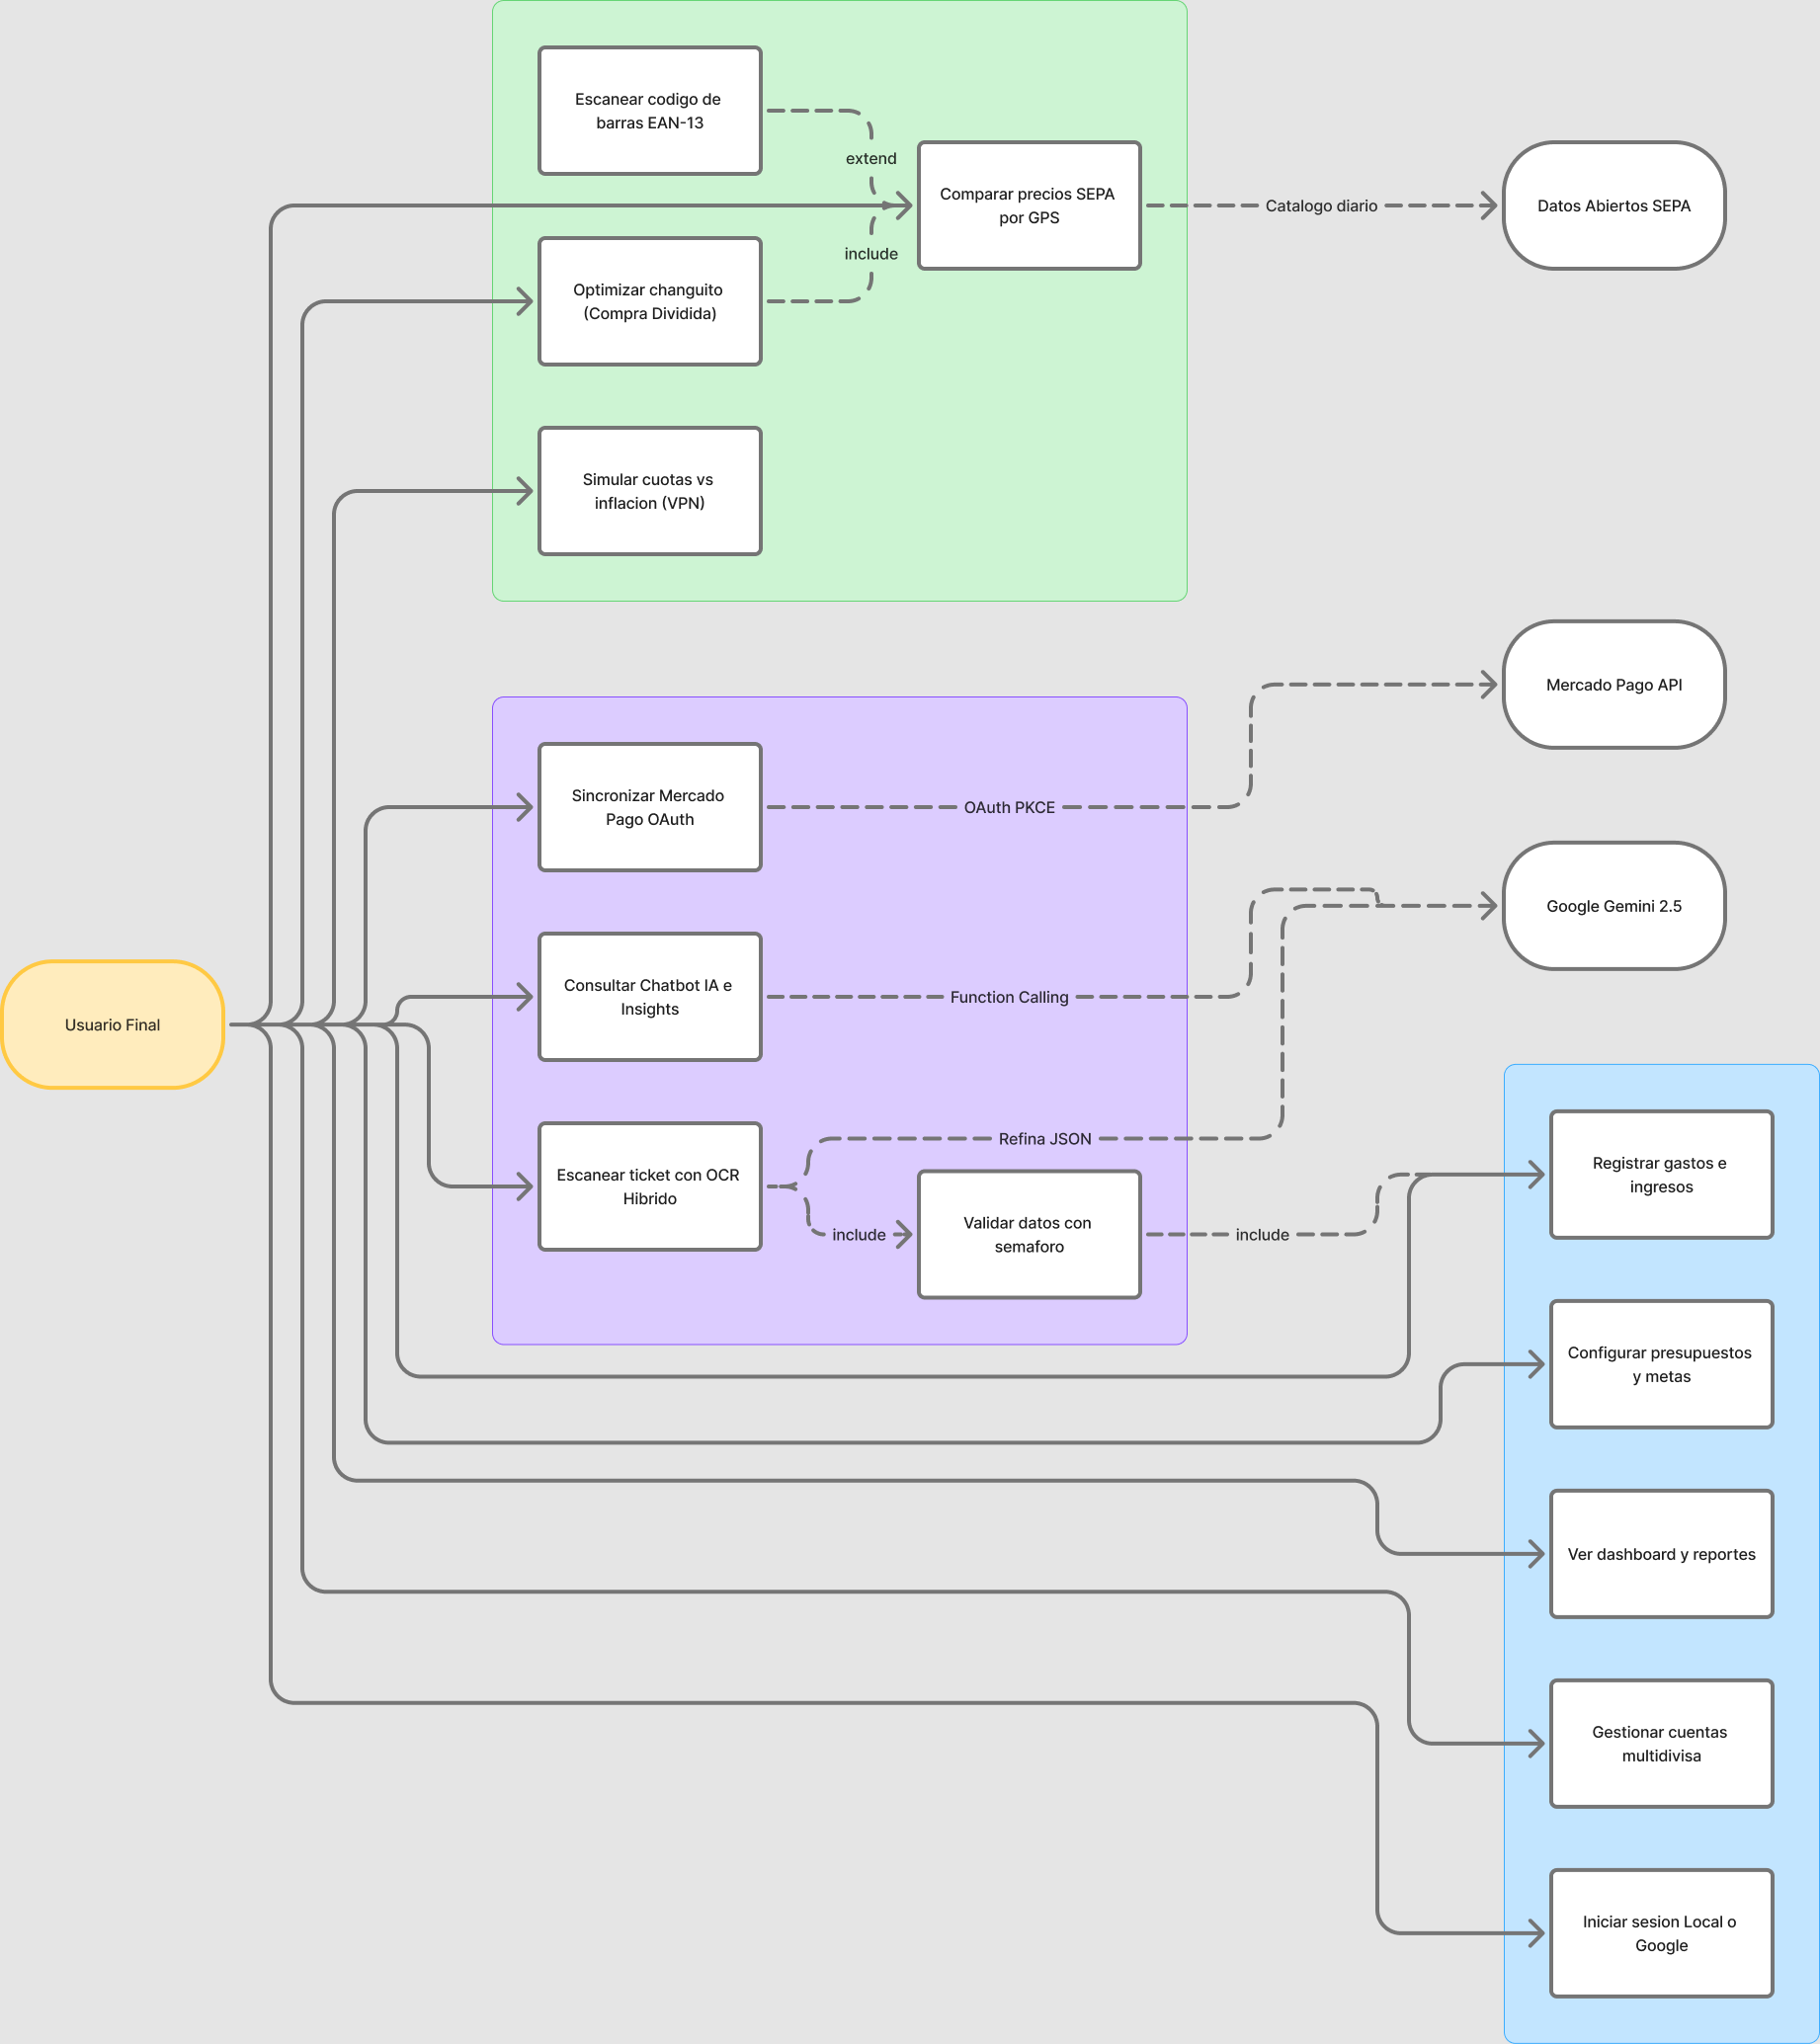 Escanear codigo de
barras EAN-13
extend
Comparar precios SEPA
por GPS
Catalogo diario
Datos Abiertos SEPA
include
Optimizar changuito
(Compra Dividida)
Simular cuotas vs
inflacion (VPN)
Mercado Pago API
Sincronizar Mercado
Pago OAuth
OAuth PKCE
Google Gemini 2.5
Consultar Chatbot IA e
Insights
Function Calling
Usuario Final
Refina JSON
Escanear ticket con OCR
Hibrido
include
Validar datos con
semaforo
include
Registrar gastos e
ingresos
Configurar presupuestos
y metas
Ver dashboard y reportes
Gestionar cuentas
multidivisa
Iniciar sesion Local o
Google